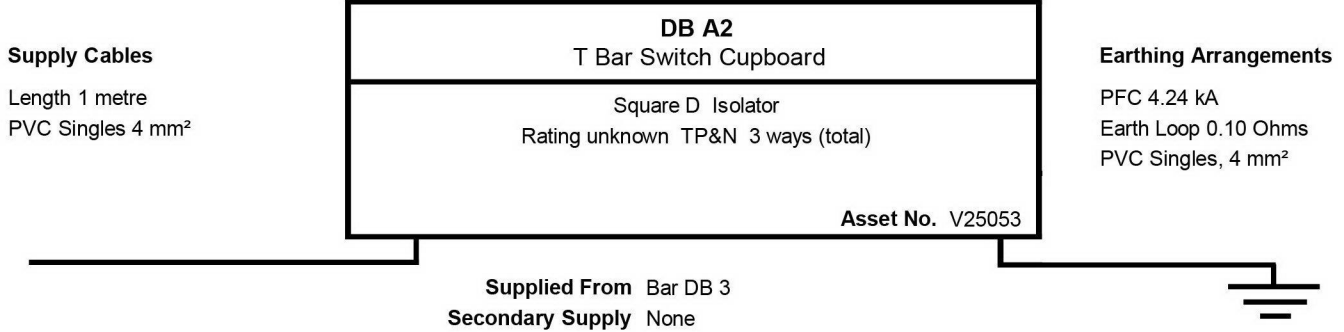 DB A2
T Bar Switch Cupboard
Supply Cables
Length 1 metre
PVC Singles 4 mm²
Square D Isolator
Rating unknown TP&N 3 ways (total)
Asset No. V25053
Earthing Arrangements
PFC 4.24 kA
Earth Loop 0.10 Ohms
PVC Singles, 4 mm²
Supplied From Bar DB 3
Secondary Supply None